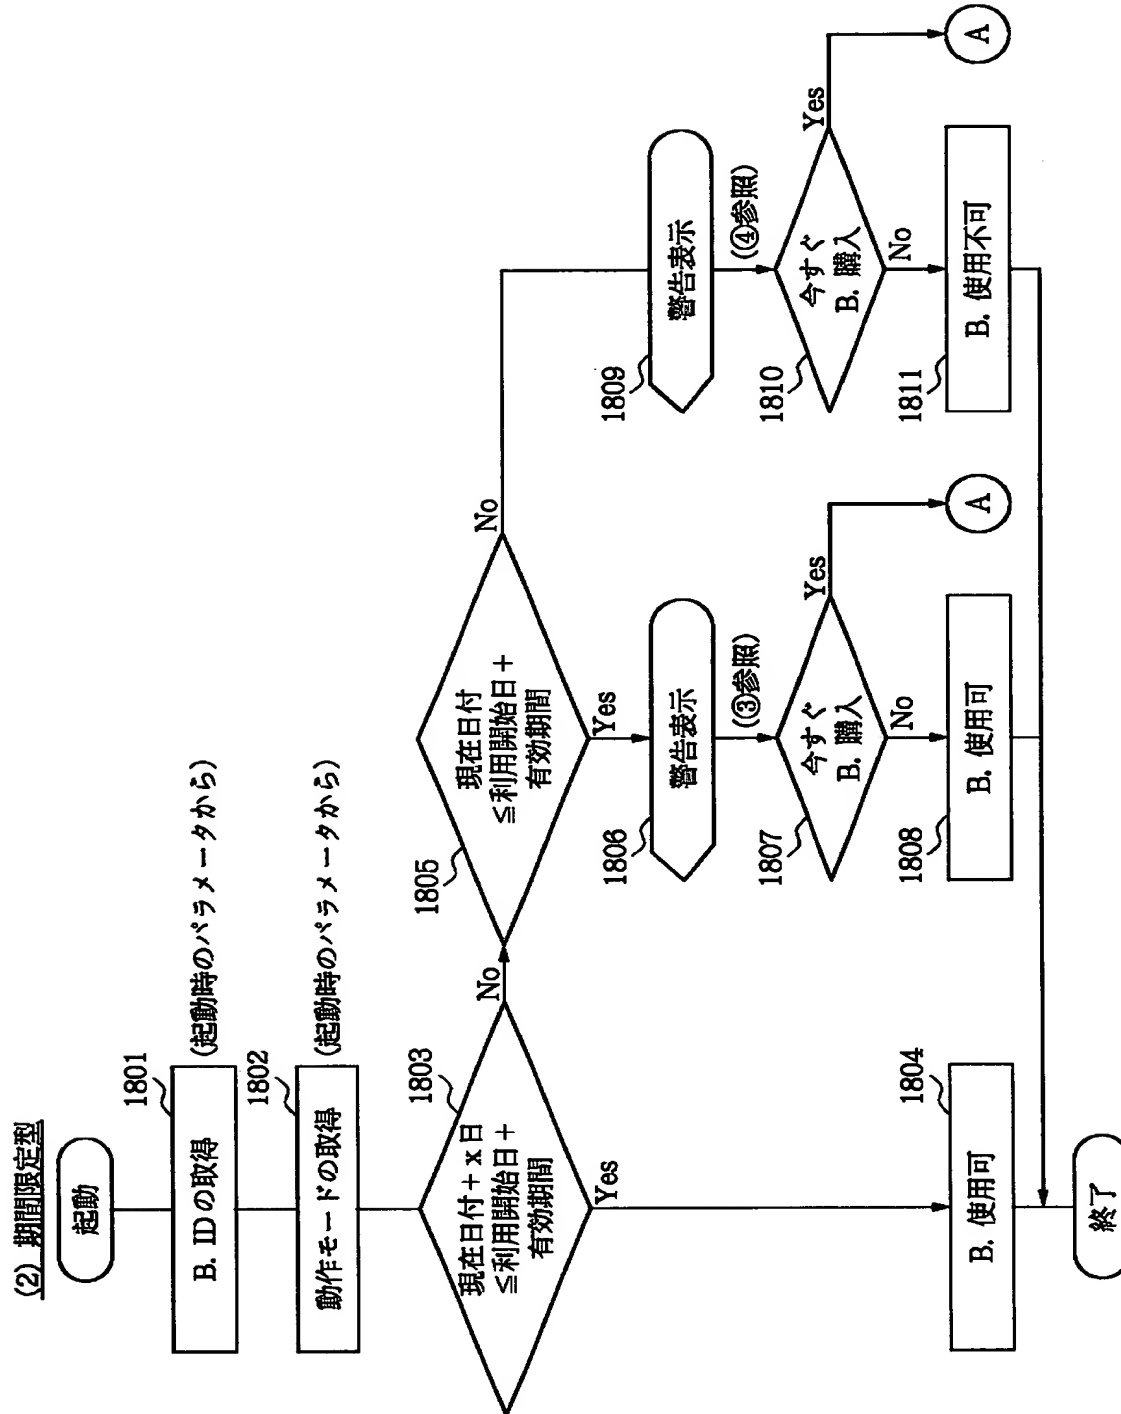 (2) 期間限定型
起動
1801
B. IDの取得
(起動時のパラメータから)
1802
動作モードの取得
(起動時のパラメータから)
1803
現在日付+x日
≦利用開始日+
有効期間
Yes
No
1804
B. 使用可
終了
1805
現在日付
≦利用開始日+
有効期間
Yes
No
1806
警告表示
(③参照)
1807
今すぐ
B. 購入
Yes
A
No
1808
B. 使用可
1809
警告表示
(④参照)
1810
今すぐ
B. 購入
Yes
A
No
1811
B. 使用不可